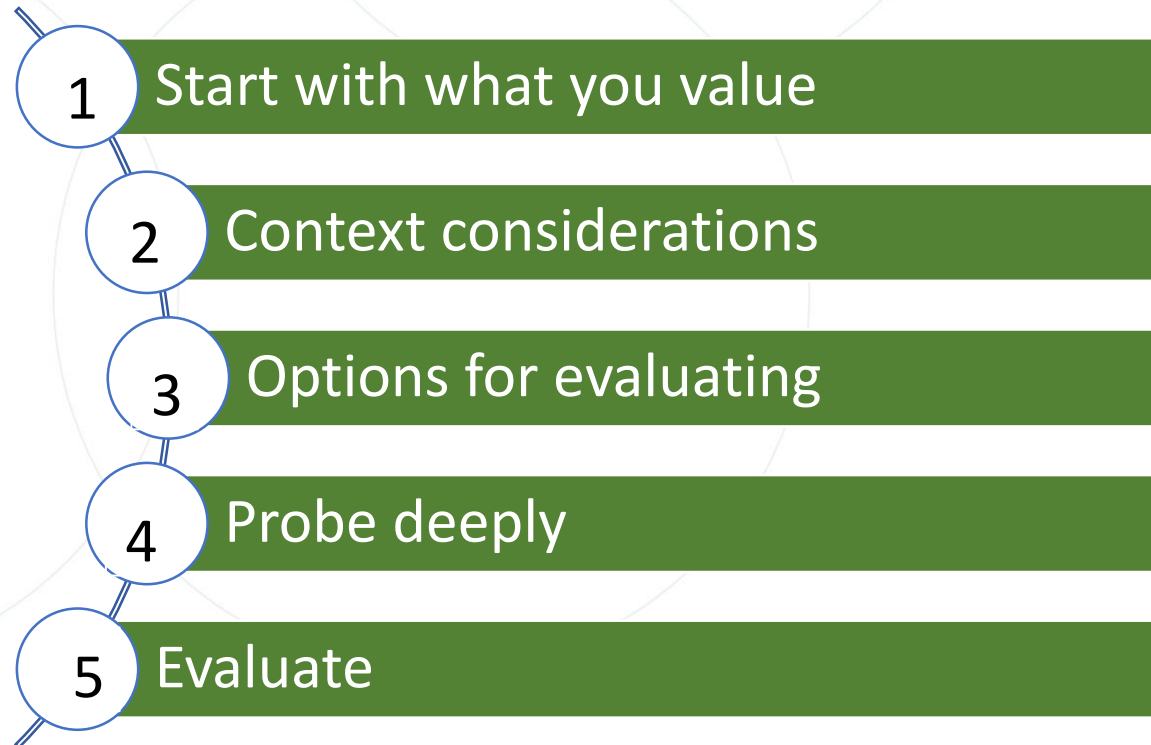 1 Start with what you value
2 Context considerations
3 Options for evaluating
4 Probe deeply
5 Evaluate